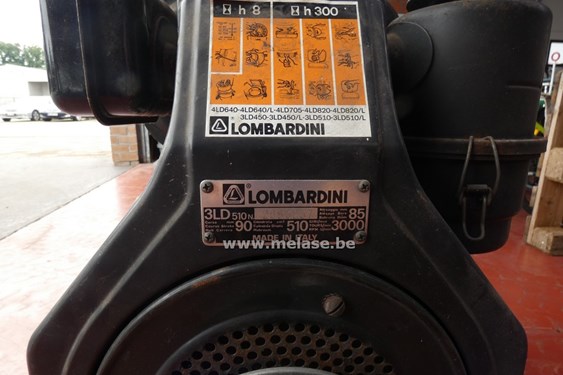 h 8 h 300
4LD640-4LD640/L-4LD705-4LD820-4LD820/L
3LD450-3LD450/L-3LD510-3LD510/L
LOMBARDINI
LOMBARDINI
3LD 510 N 85
90 510 3000
www.melase.be
MADE IN ITALY